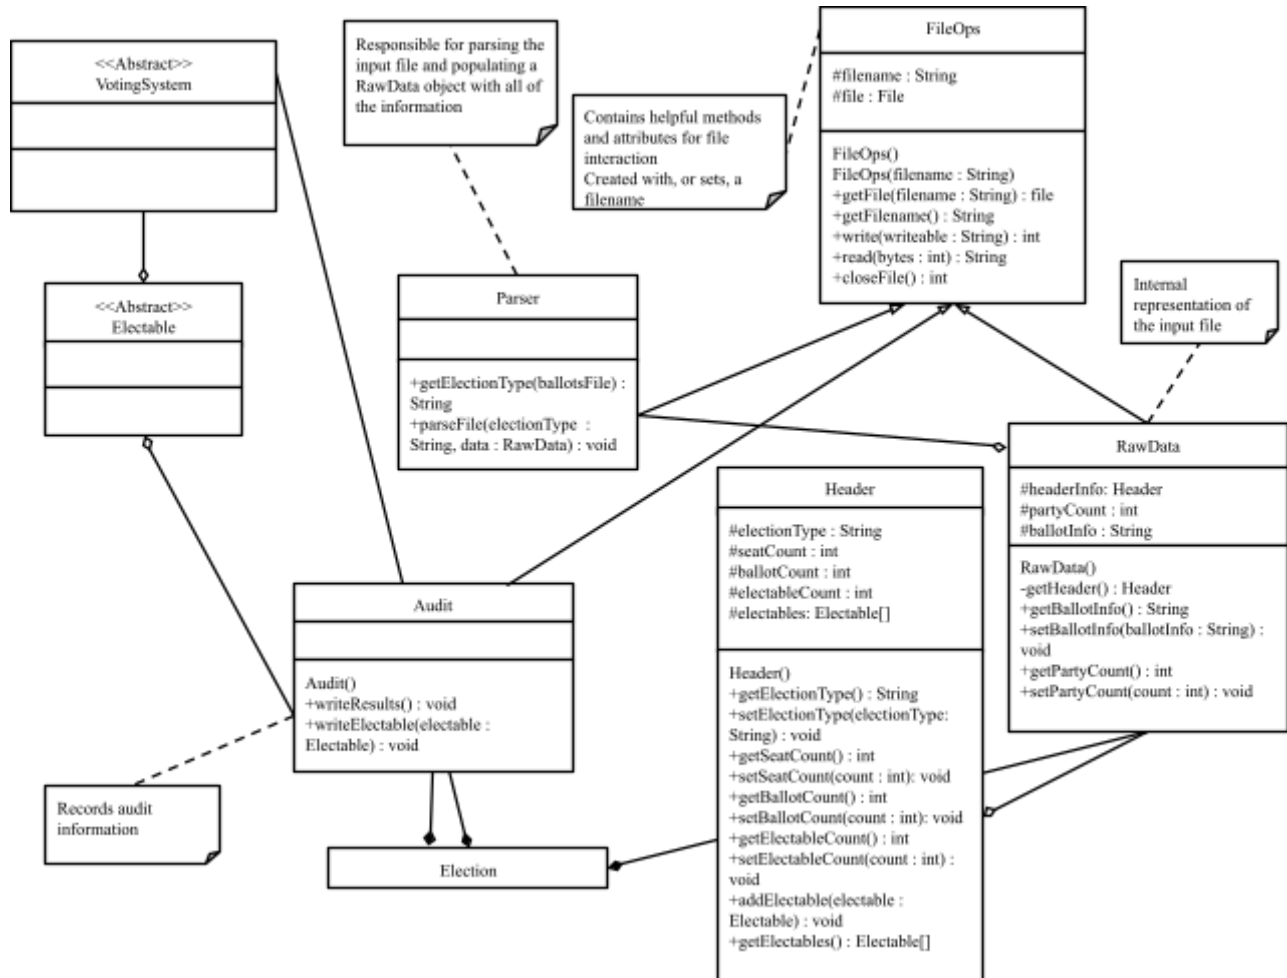 <<Abstract>>
VotingSystem
Responsible for parsing the
input file and populating a
RawData object with all of
the information
Contains helpful methods
and attributes for file
interaction
Created with, or sets, a
filename
FileOps
#filename : String
#file : File
FileOps()
FileOps(filename : String)
+getFile(filename : String) : file
+getFilename() : String
+write(writeable : String) : int
+read(bytes : int) : String
+closeFile() : int
<<Abstract>>
Electable
Parser
+getElectionType(ballotsFile) :
String
+parseFile(electionType :
String, data : RawData) : void
Internal
representation of
the input file
RawData
#headerInfo: Header
#partyCount : int
#ballotInfo : String
RawData()
-getHeader() : Header
+getBallotInfo() : String
+setBallotInfo(ballotInfo : String) :
void
+getPartyCount() : int
+setPartyCount(count : int) : void
Header
#electionType : String
#seatCount : int
#ballotCount : int
#electableCount : int
#electables: Electable[]
Header()
+getElectionType() : String
+setElectionType(electionType:
String) : void
+getSeatCount() : int
+setSeatCount(count : int): void
+getBallotCount() : int
+setBallotCount(count : int): void
+getElectableCount() : int
+setElectableCount(count : int) :
void
+addElectable(electable :
Electable) : void
+getElectables() : Electable[]
Audit
Audit()
+writeResults() : void
+writeElectable(electable :
Electable) : void
Records audit
information
Election